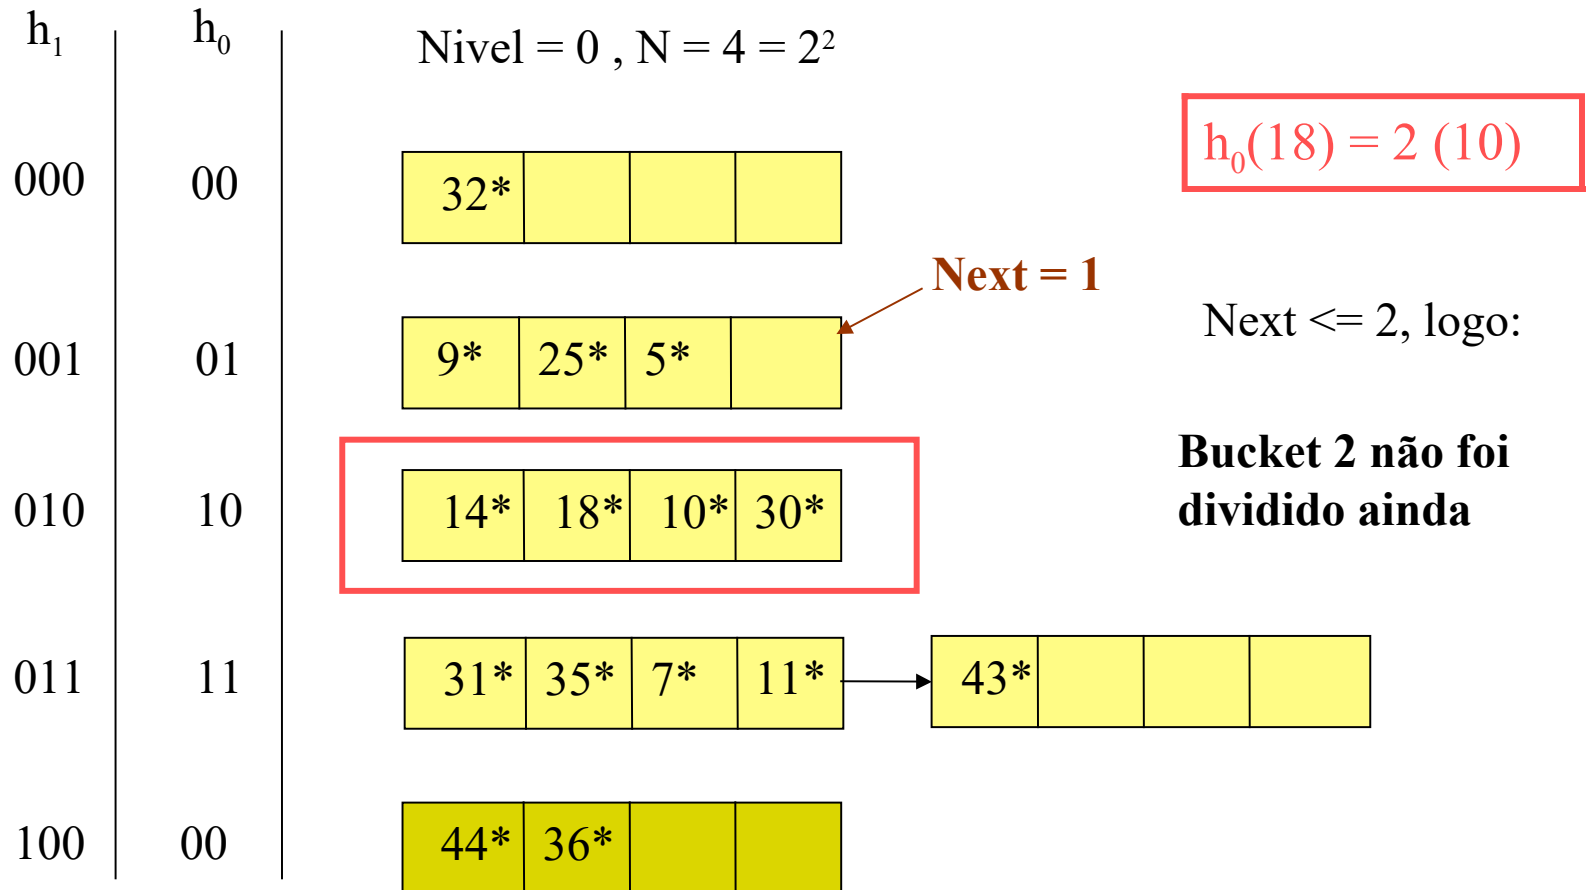 h₁ h₀ Nivel = 0 , N = 4 = 2²
h₀(18) = 2 (10)
000 00 32*
Next = 1
Next <= 2, logo:
001 01 9* 25* 5*
Bucket 2 não foi
dividido ainda
010 10 14* 18* 10* 30*
011 11 31* 35* 7* 11* 43*
100 00 44* 36*